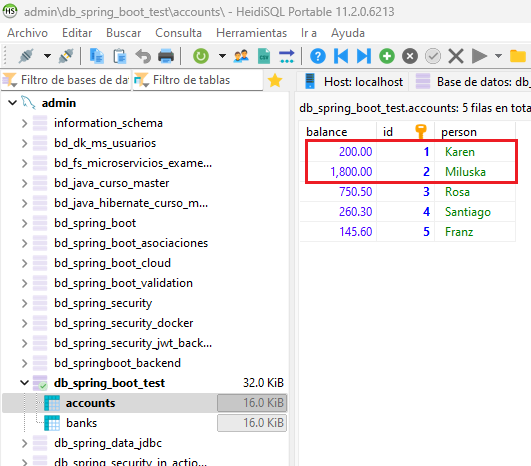 HS admin\db_spring_boot_test\accounts\ - HeidiSQL Portable 11.2.0.6213
Archivo Editar Buscar Consulta Herramientas Ir a Ayuda
Filtro de bases de da Filtro de tablas
Host: localhost Base de datos: db_
admin
information_schema
bd_dk_ms_usuarios
bd_fs_microservicios_exame...
bd_java_curso_master
bd_java_hibernate_curso_m...
bd_spring_boot
bd_spring_boot_asociaciones
bd_spring_boot_cloud
bd_spring_boot_validation
bd_spring_security
bd_spring_security_docker
bd_spring_security_jwt_back...
bd_springboot_backend
db_spring_boot_test 32.0 KiB
accounts 16.0 KiB
banks 16.0 KiB
db_spring_data_jdbc
db_spring_security_in_actio...
db_spring_boot_test.accounts: 5 filas en tota
balance id person
200.00 1 Karen
1,800.00 2 Miluska
750.50 3 Rosa
260.30 4 Santiago
145.60 5 Franz